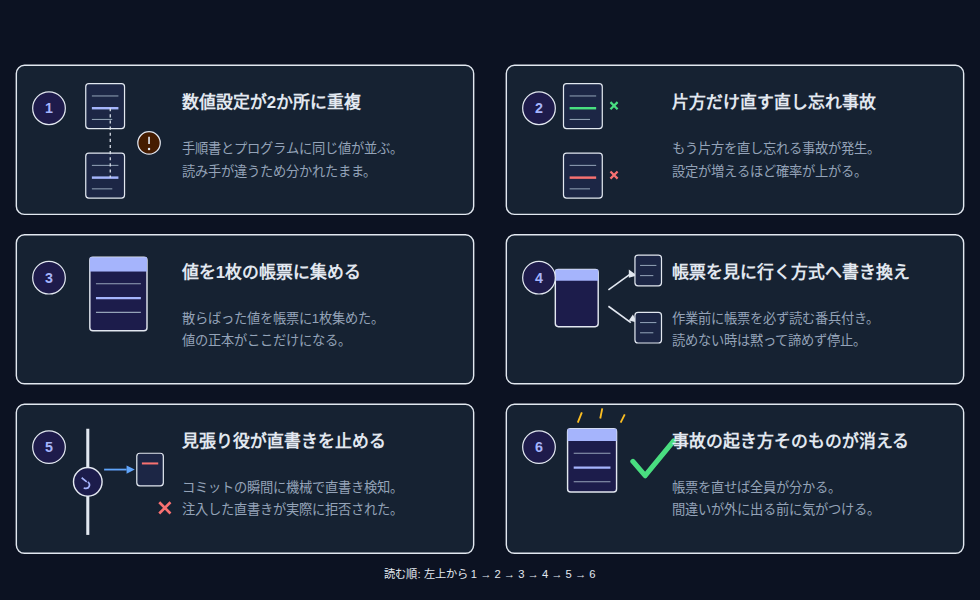 1
数値設定が2か所に重複
手順書とプログラムに同じ値が並ぶ。
読み手が違うため分かれたまま。
2
片方だけ直す直し忘れ事故
もう片方を直し忘れる事故が発生。
設定が増えるほど確率が上がる。
3
値を1枚の帳票に集める
散らばった値を帳票に1枚集めた。
値の正本がここだけになる。
4
帳票を見に行く方式へ書き換え
作業前に帳票を必ず読む番兵付き。
読めない時は黙って諦めず停止。
5
見張り役が直書きを止める
コミットの瞬間に機械で直書き検知。
注入した直書きが実際に拒否された。
6
事故の起き方そのものが消える
帳票を直せば全員が分かる。
間違いが外に出る前に気がつける。
読む順: 左上から 1 → 2 → 3 → 4 → 5 → 6